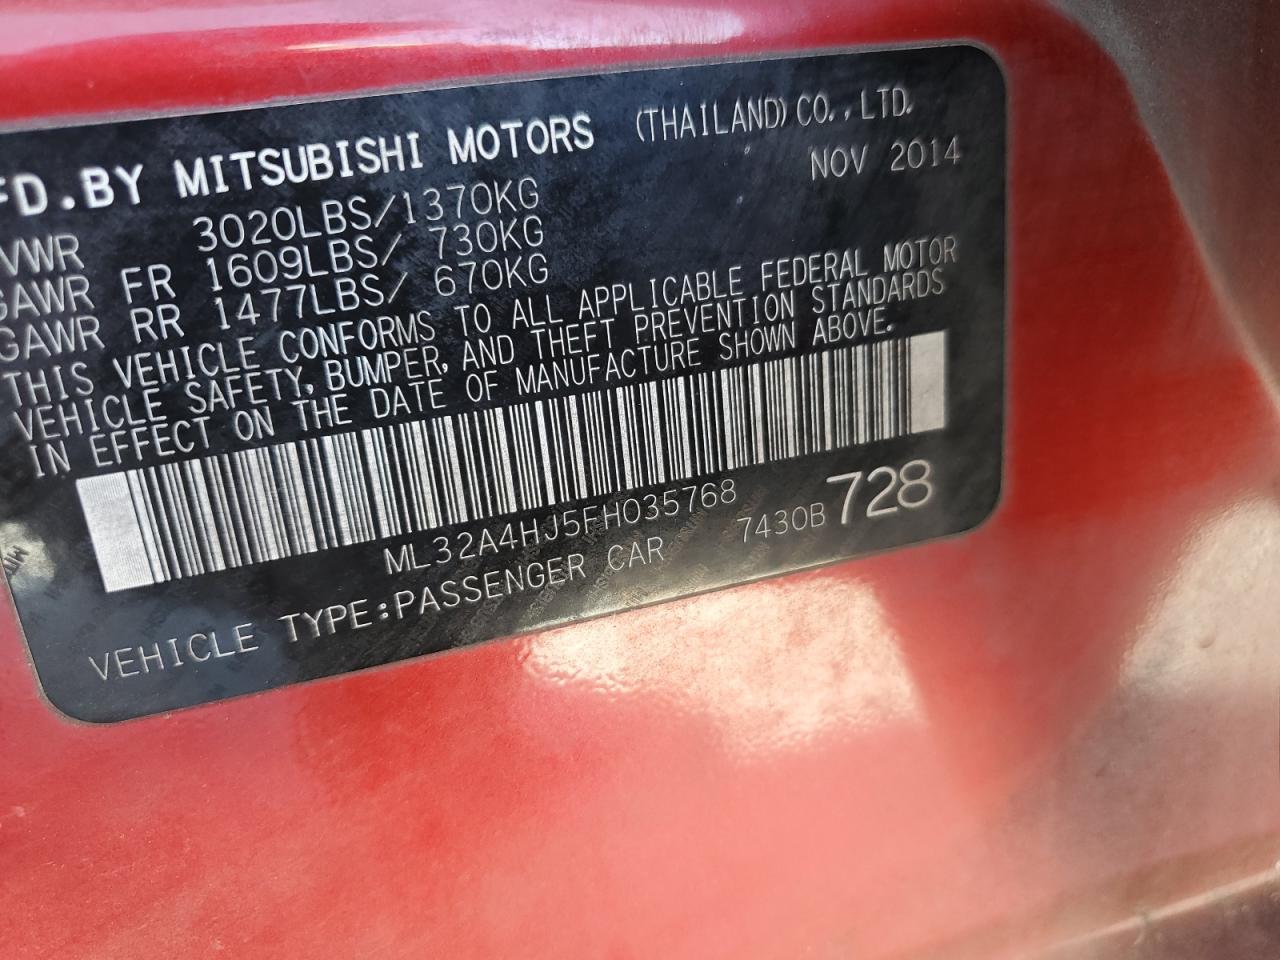 FD.BY MITSUBISHI MOTORS (THAILAND) CO., LTD.
NOV 2014
VWR 3020LBS/1370KG
GAWR FR 1609LBS/ 730KG
GAWR RR 1477LBS/ 670KG
THIS VEHICLE CONFORMS TO ALL APPLICABLE FEDERAL MOTOR
VEHICLE SAFETY, BUMPER, AND THEFT PREVENTION STANDARDS
IN EFFECT ON THE DATE OF MANUFACTURE SHOWN ABOVE.
ML32A4HJ5FH035768
VEHICLE TYPE:PASSENGER CAR 7430B 728